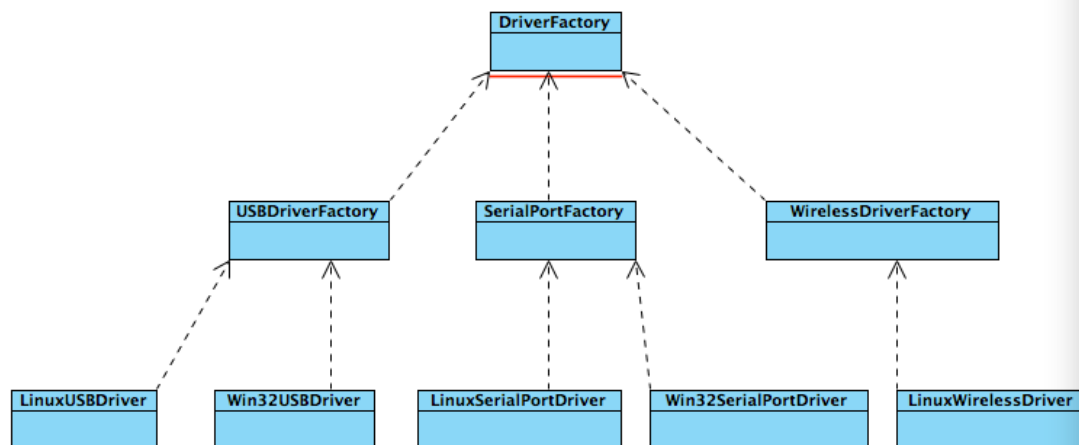 DriverFactory
USBDriverFactory
SerialPortFactory
WirelessDriverFactory
LinuxUSBDriver
Win32USBDriver
LinuxSerialPortDriver
Win32SerialPortDriver
LinuxWirelessDriver